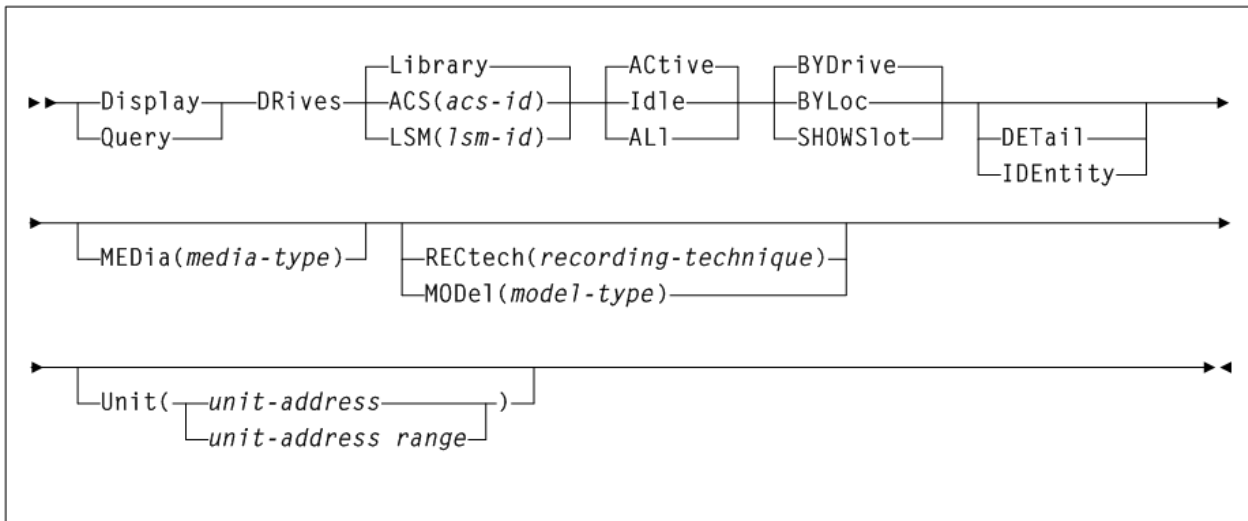 Library ACtive BYDrive
Display DRives ACS(acs-id) Idle BYLoc
Query LSM(lsm-id) ALl SHOWSlot DETail
IDEntity
MEDia(media-type) RECtech(recording-technique)
MODel(model-type)
Unit( unit-address )
unit-address range